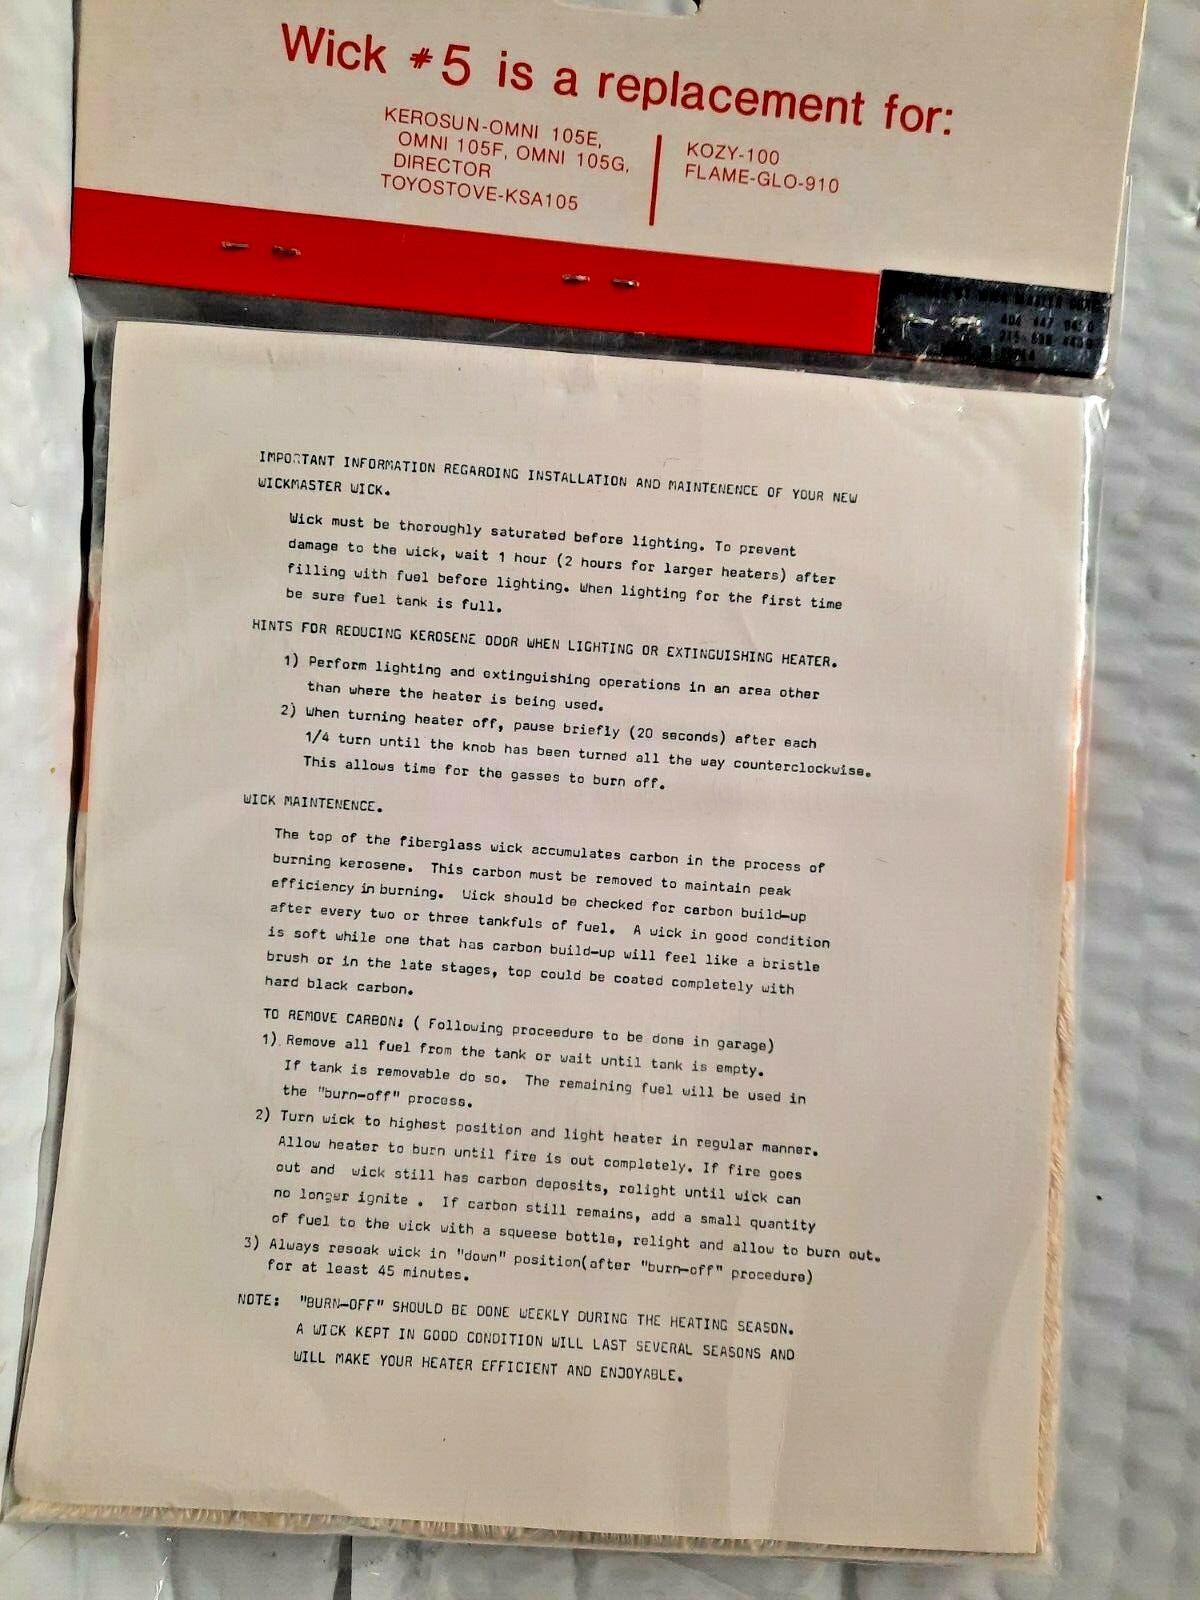 Wick #5 is a replacement for:
KEROSUN-OMNI 105E,
OMNI 105F, OMNI 105G,
DIRECTOR
TOYOSTOVE-KSA105
KOZY-100
FLAME-GLO-910
IMPORTANT INFORMATION REGARDING INSTALLATION AND MAINTENENCE OF YOUR NEW
WICKMASTER WICK.
Wick must be thoroughly saturated before lighting. To prevent
damage to the wick, wait 1 hour (2 hours for larger heaters) after
filling with fuel before lighting. When lighting for the first time
be sure fuel tank is full.
HINTS FOR REDUCING KEROSENE ODOR WHEN LIGHTING OR EXTINGUISHING HEATER.
1) Perform lighting and extinguishing operations in an area other
than where the heater is being used.
2) When turning heater off, pause briefly (20 seconds) after each
1/4 turn until the knob has been turned all the way counterclockwise.
This allows time for the gasses to burn off.
WICK MAINTENENCE.
The top of the fiberglass wick accumulates carbon in the process of
burning kerosene. This carbon must be removed to maintain peak
efficiency in burning. Wick should be checked for carbon build-up
after every two or three tankfuls of fuel. A wick in good condition
is soft while one that has carbon build-up will feel like a bristle
brush or in the late stages, top could be coated completely with
hard black carbon.
TO REMOVE CARBON: ( Following proceedure to be done in garage)
1). Remove all fuel from the tank or wait until tank is empty.
If tank is removable do so. The remaining fuel will be used in
the "burn-off" process.
2) Turn wick to highest position and light heater in regular manner.
Allow heater to burn until fire is out completely. If fire goes
out and wick still has carbon deposits, relight until wick can
no longer ignite . If carbon still remains, add a small quantity
of fuel to the wick with a squeese bottle, relight and allow to burn out.
3) Always resoak wick in "down" position(after "burn-off" procedure)
for at least 45 minutes.
NOTE: "BURN-OFF" SHOULD BE DONE WEEKLY DURING THE HEATING SEASON.
A WICK KEPT IN GOOD CONDITION WILL LAST SEVERAL SEASONS AND
WILL MAKE YOUR HEATER EFFICIENT AND ENJOYABLE.